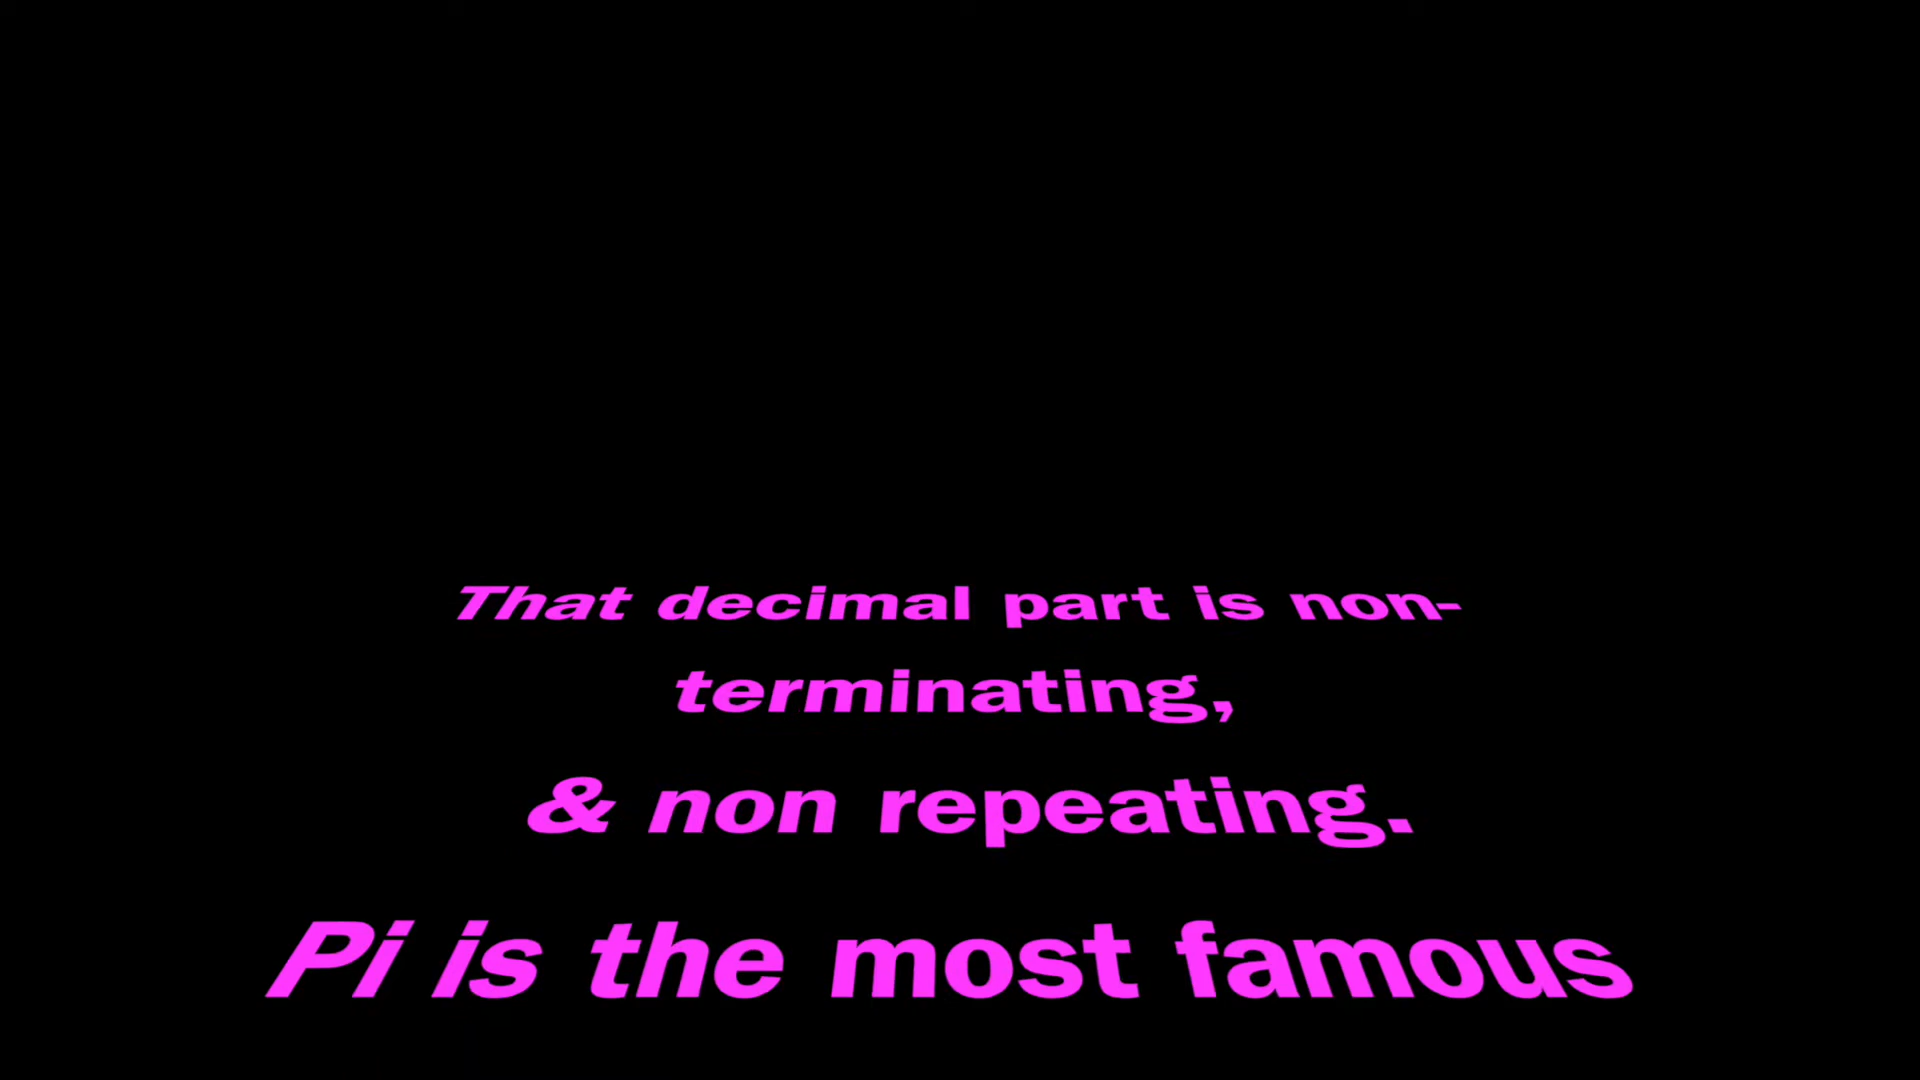 That decimal part is non-
terminating,
& non repeating.
Pi is the most famous